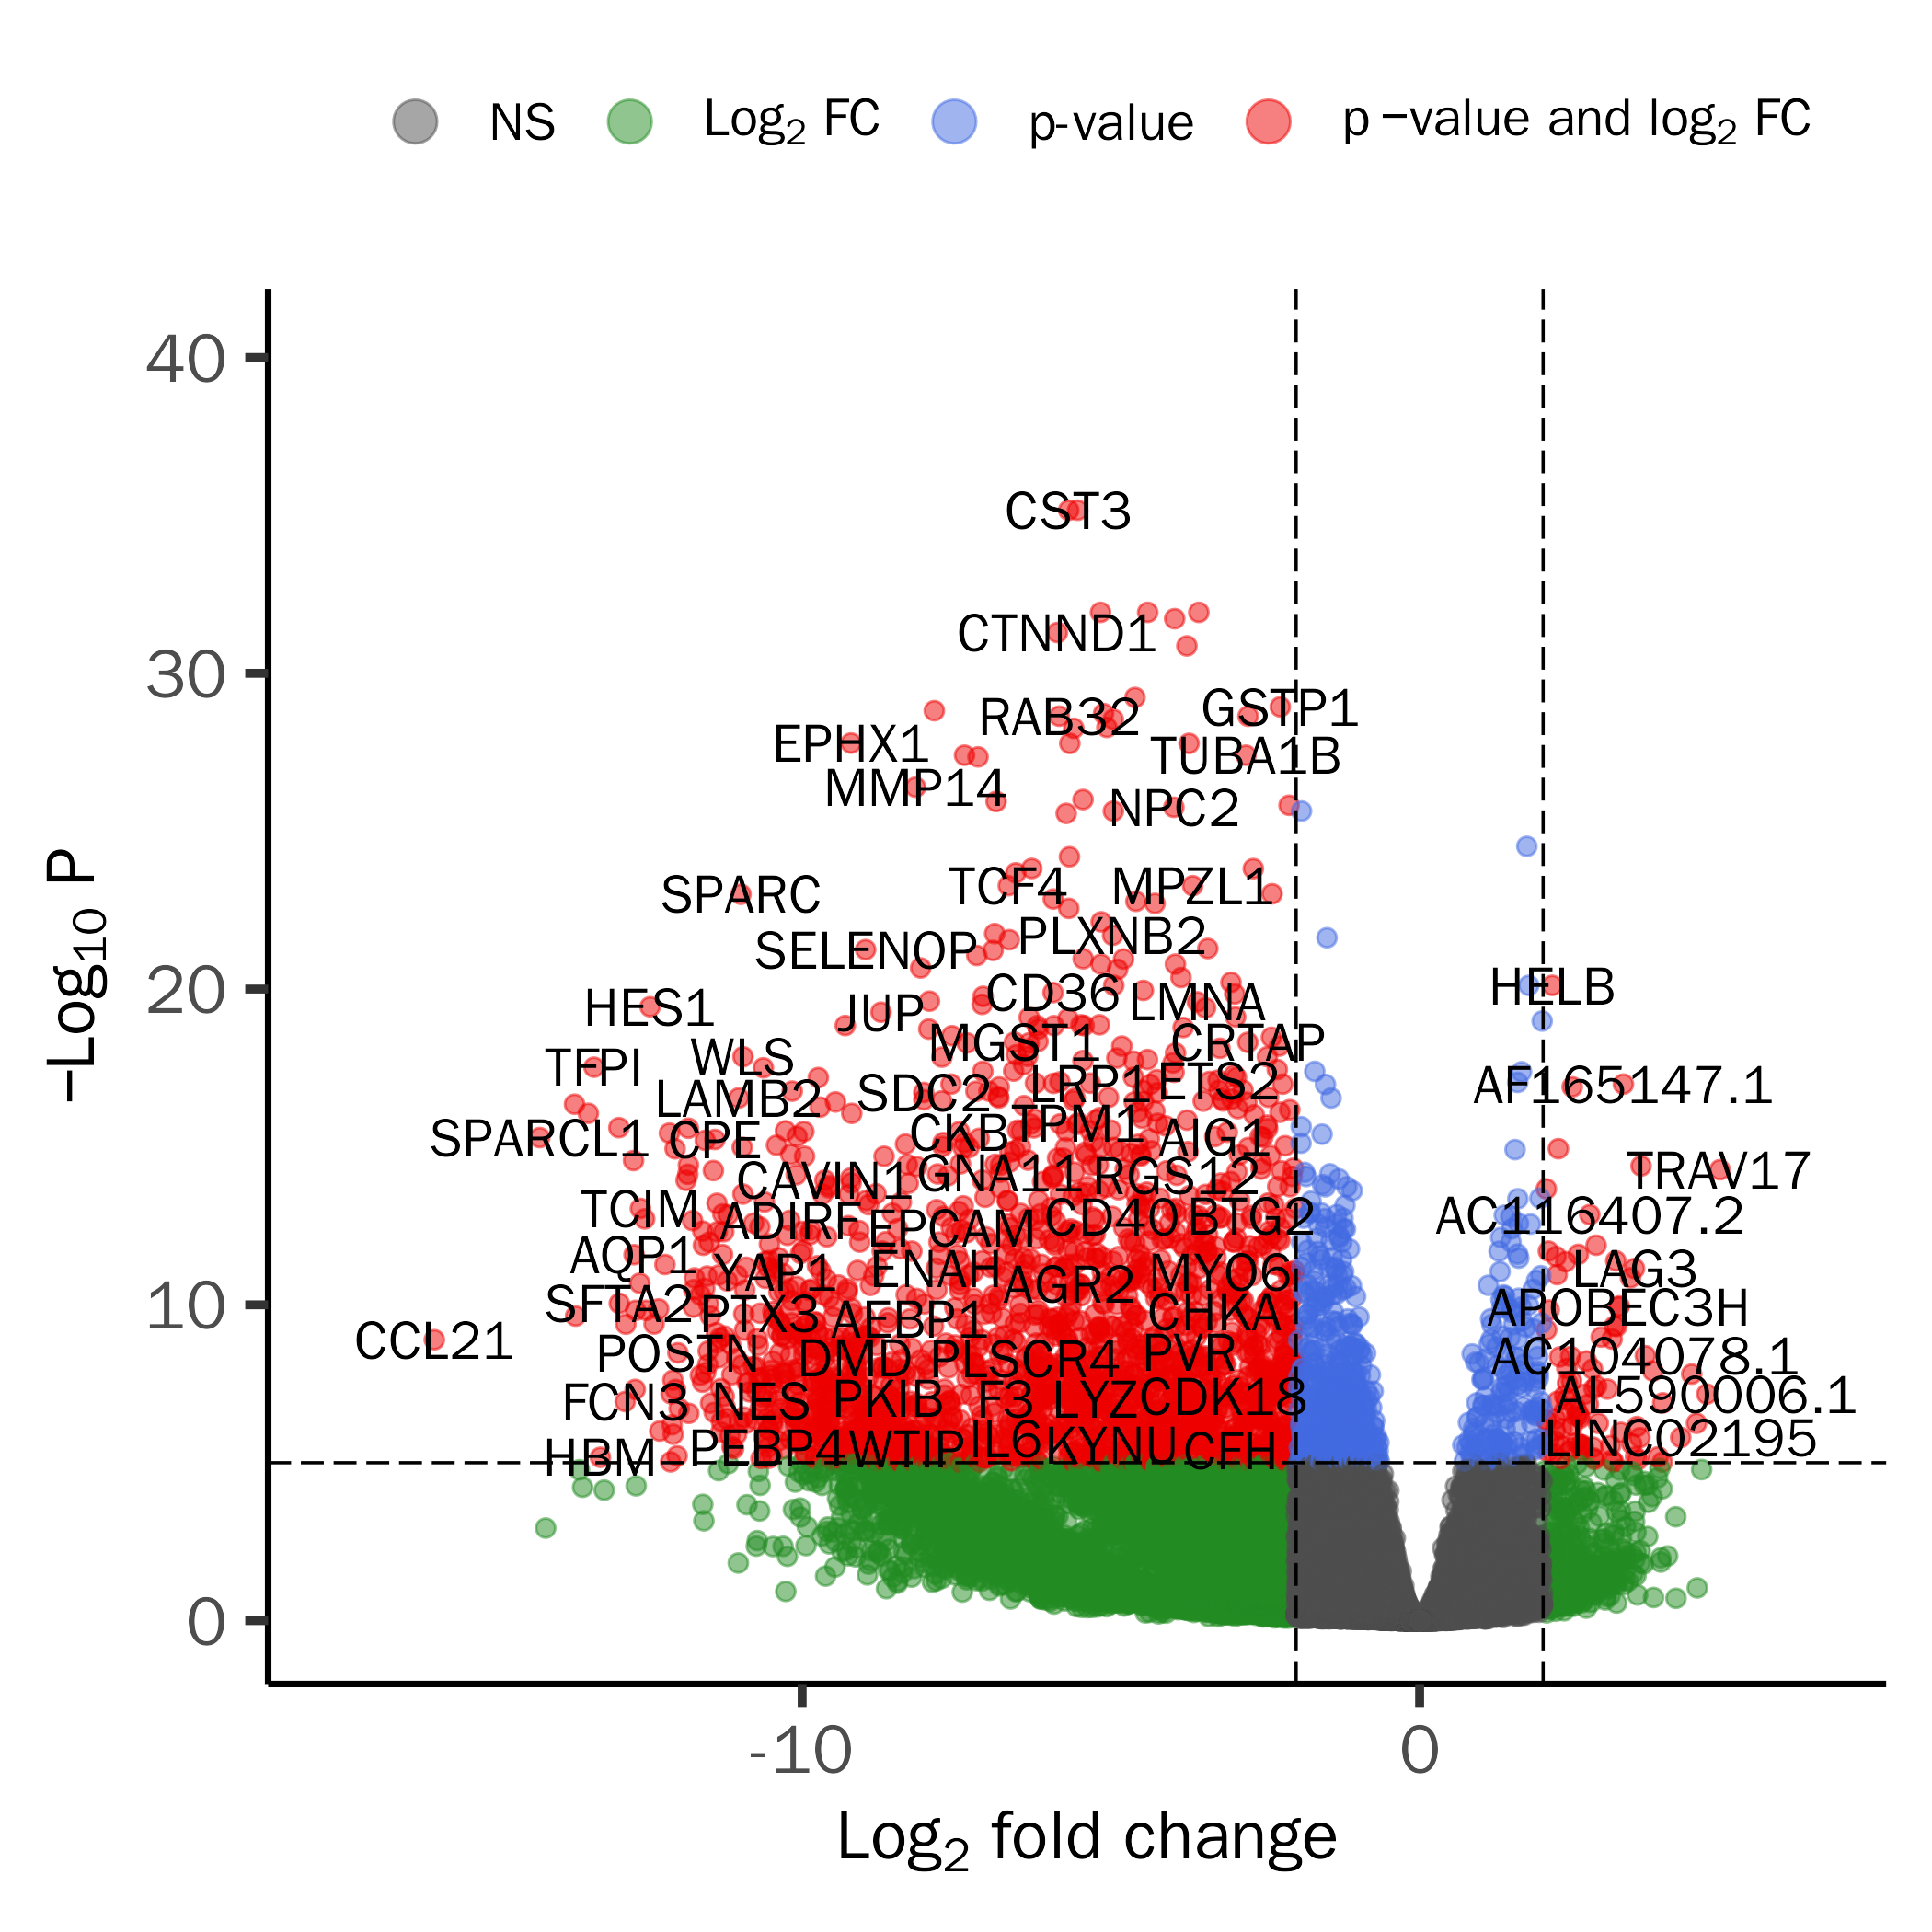 NS Log2 FC p-value p −value and log2 FC
40
30
20
10
0
−Log10 P
CST3
CTNND1
RAB32 GSTP1
EPHX1 TUBA1B
MMP14 NPC2
SPARC TCF4 MPZL1
SELENOP PLXNB2
HES1 JUP CD36 LMNA HELB
TFPI WLS MGST1 CRTAP
LAMB2 SDC2 LRP1 ETS2 AF165147.1
SPARCL1 CPE CKB TPM1 AIG1
CAVIN1 GNA11 RGS12 TRAV17
TCIM ADIRF EPCAM CD40 BTG2 AC116407.2
AQP1 YAP1 ENAH AGR2 MYO6 LAG3
SFTA2 PTX3 AEBP1 CHKA APOBEC3H
CCL21 POSTN DMD PLSCR4 PVR AC104078.1
FCN3 NES PKIB F3 LYZ CDK18 AL590006.1
HBM PEBP4 WTIP IL6 KYNU CFH LINC02195
-10 0
Log2 fold change